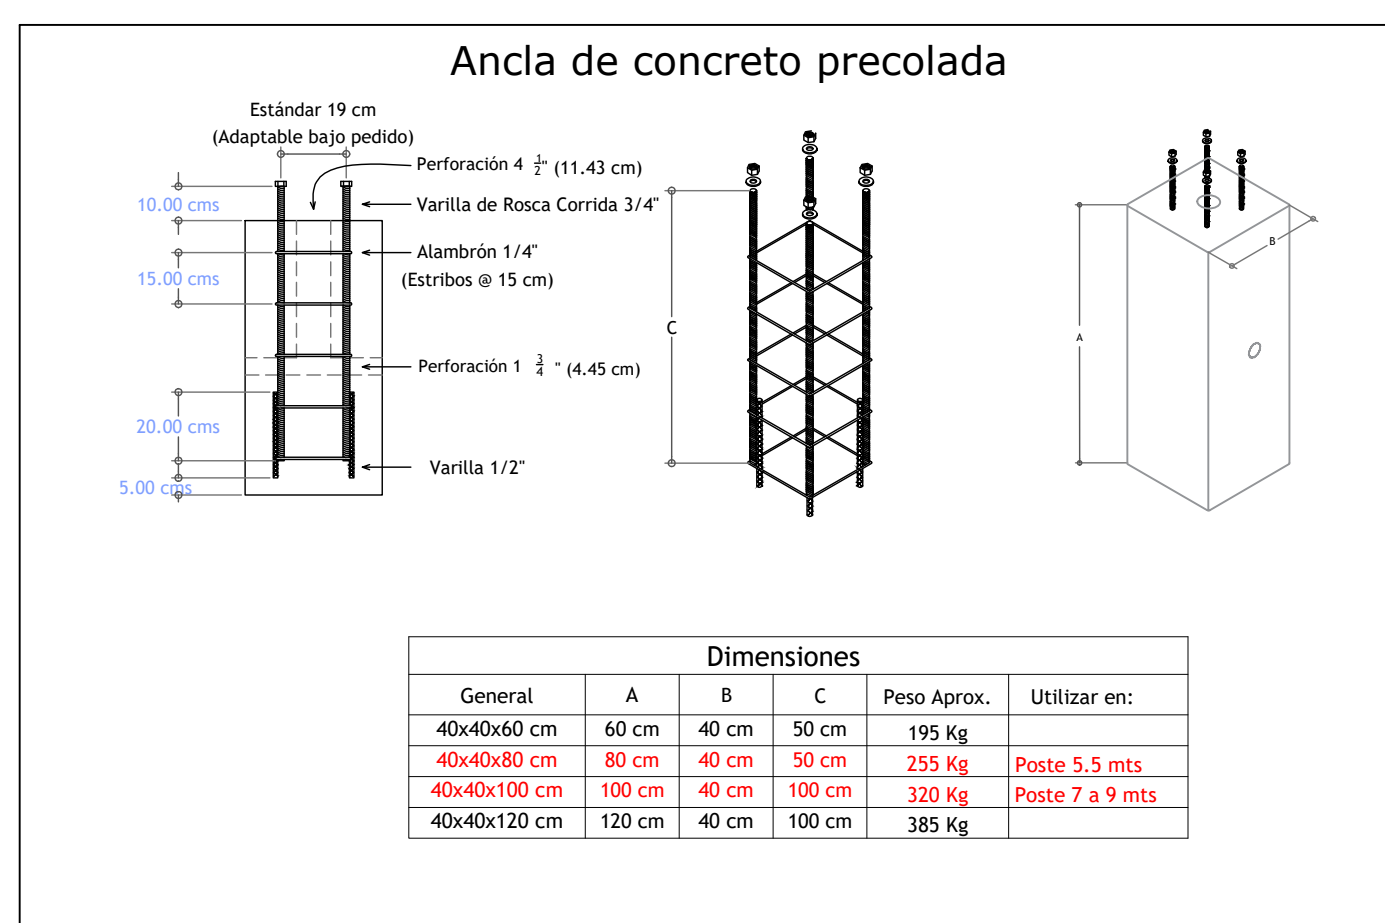 Ancla de concreto precolada
Estándar 19 cm
(Adaptable bajo pedido)
Perforación 4 1/2" (11.43 cm)
10.00 cms
Varilla de Rosca Corrida 3/4"
Alambrón 1/4"
15.00 cms
(Estribos @ 15 cm)
Perforación 1 3/4 " (4.45 cm)
20.00 cms
Varilla 1/2"
5.00 cms
C
A
B
Dimensiones
General A B C Peso Aprox. Utilizar en:
40x40x60 cm 60 cm 40 cm 50 cm 195 Kg
40x40x80 cm 80 cm 40 cm 50 cm 255 Kg Poste 5.5 mts
40x40x100 cm 100 cm 40 cm 100 cm 320 Kg Poste 7 a 9 mts
40x40x120 cm 120 cm 40 cm 100 cm 385 Kg